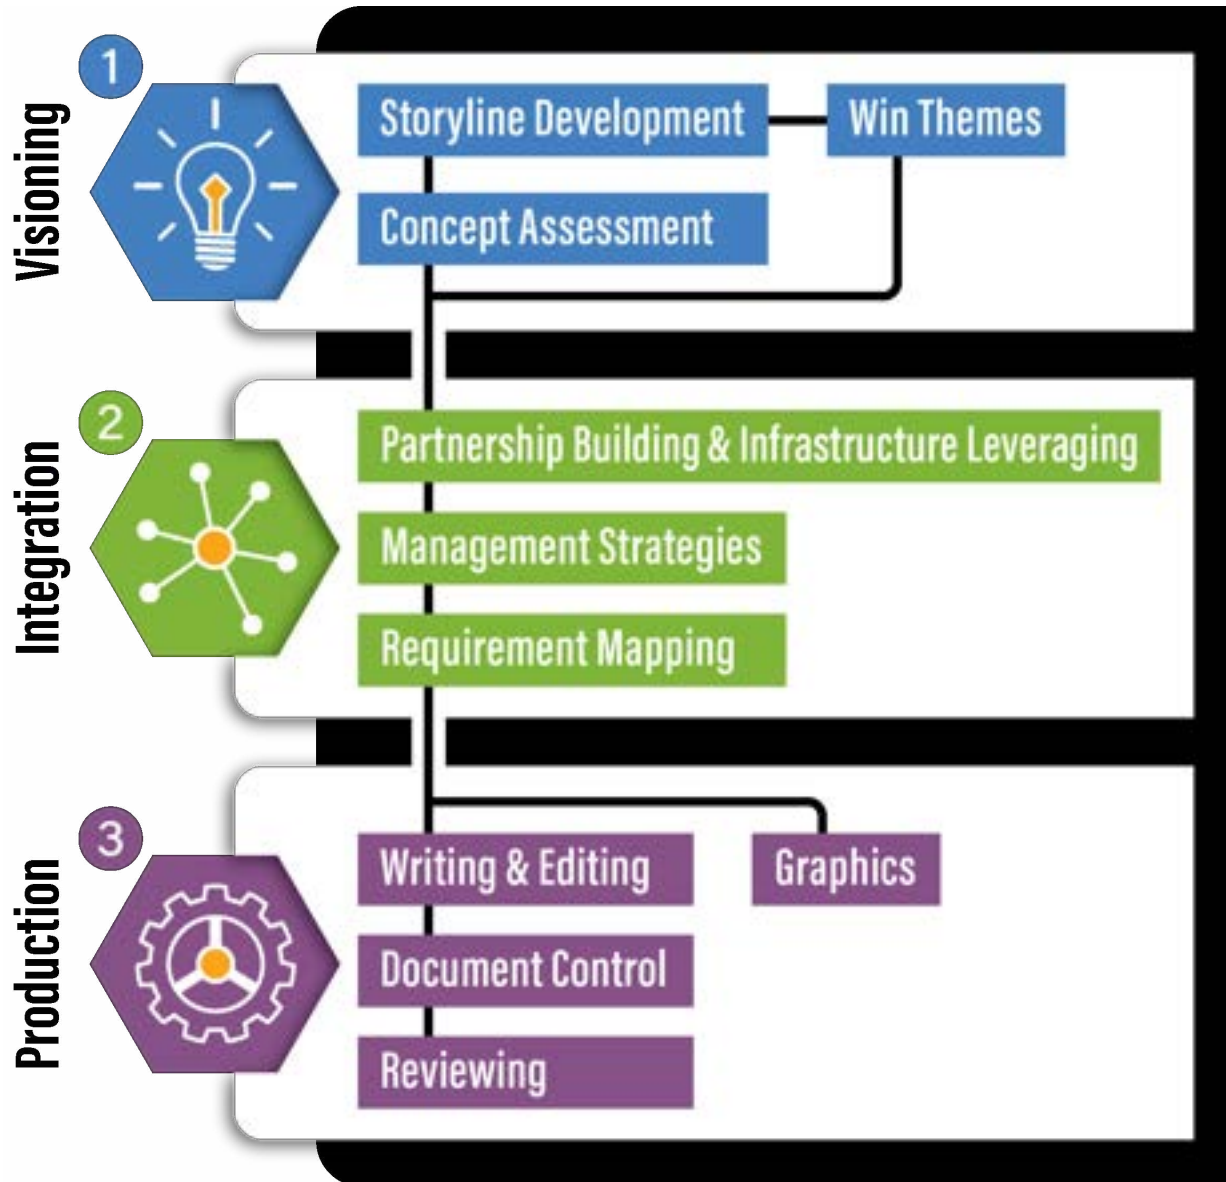 1
Visioning
Storyline Development
Win Themes
Concept Assessment
2
Integration
Partnership Building & Infrastructure Leveraging
Management Strategies
Requirement Mapping
3
Production
Writing & Editing
Graphics
Document Control
Reviewing